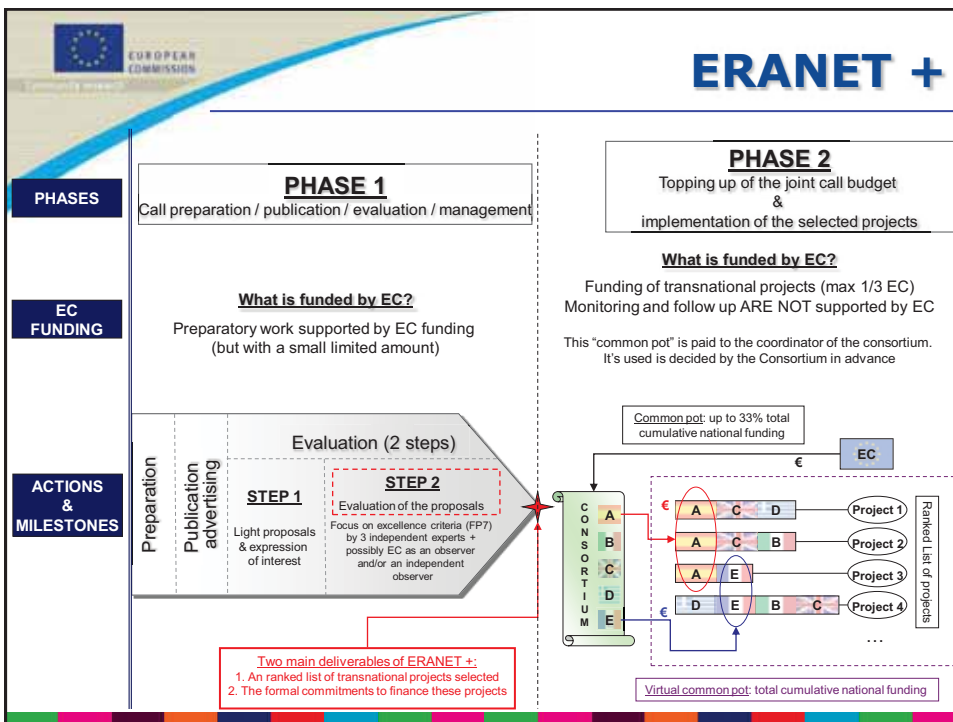 EUROPEAN
COMMISSION
ERANET +
PHASES
PHASE 1
Call preparation / publication / evaluation / management
PHASE 2
Topping up of the joint call budget
&
implementation of the selected projects
EC
FUNDING
What is funded by EC?
Preparatory work supported by EC funding
(but with a small limited amount)
What is funded by EC?
Funding of transnational projects (max 1/3 EC)
Monitoring and follow up ARE NOT supported by EC
This “common pot” is paid to the coordinator of the consortium.
It’s used is decided by the Consortium in advance
ACTIONS
&
MILESTONES
Preparation
Publication
advertising
Evaluation (2 steps)
STEP 1
Light proposals
& expression
of interest
STEP 2
Evaluation of the proposals
Focus on excellence criteria (FP7)
by 3 independent experts +
possibly EC as an observer
and/or an independent
observer
Two main deliverables of ERANET +:
1. An ranked list of transnational projects selected
2. The formal commitments to finance these projects
Common pot: up to 33% total
cumulative national funding
€
EC
CONSORTIUM
A
B
C
D
E
€
€
A C D Project 1
A C B Project 2
A E Project 3
D E B C Project 4
...
Ranked List of
projects
Virtual common pot: total cumulative national funding